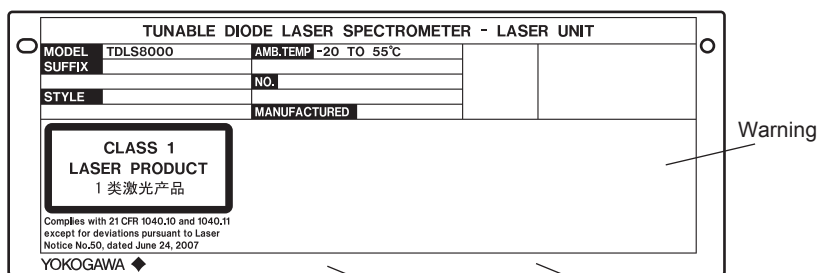 TUNABLE DIODE LASER SPECTROMETER - LASER UNIT
MODEL TDLS8000 AMB.TEMP -20 TO 55℃
SUFFIX
NO.
STYLE
MANUFACTURED
Warning
CLASS 1
LASER PRODUCT
1 类激光产品
Complies with 21 CFR 1040.10 and 1040.11
except for deviations pursuant to Laser
Notice No.50, dated June 24, 2007
YOKOGAWA